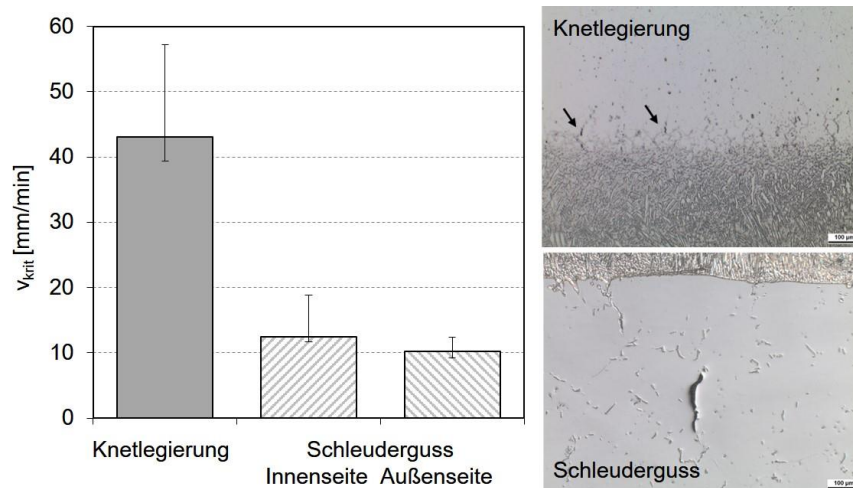 60
50
40
30
20
10
0
v_krit [mm/min]
Knetlegierung
Schleuderguss
Innenseite Außenseite
Knetlegierung
100 µm
Schleuderguss
100 µm